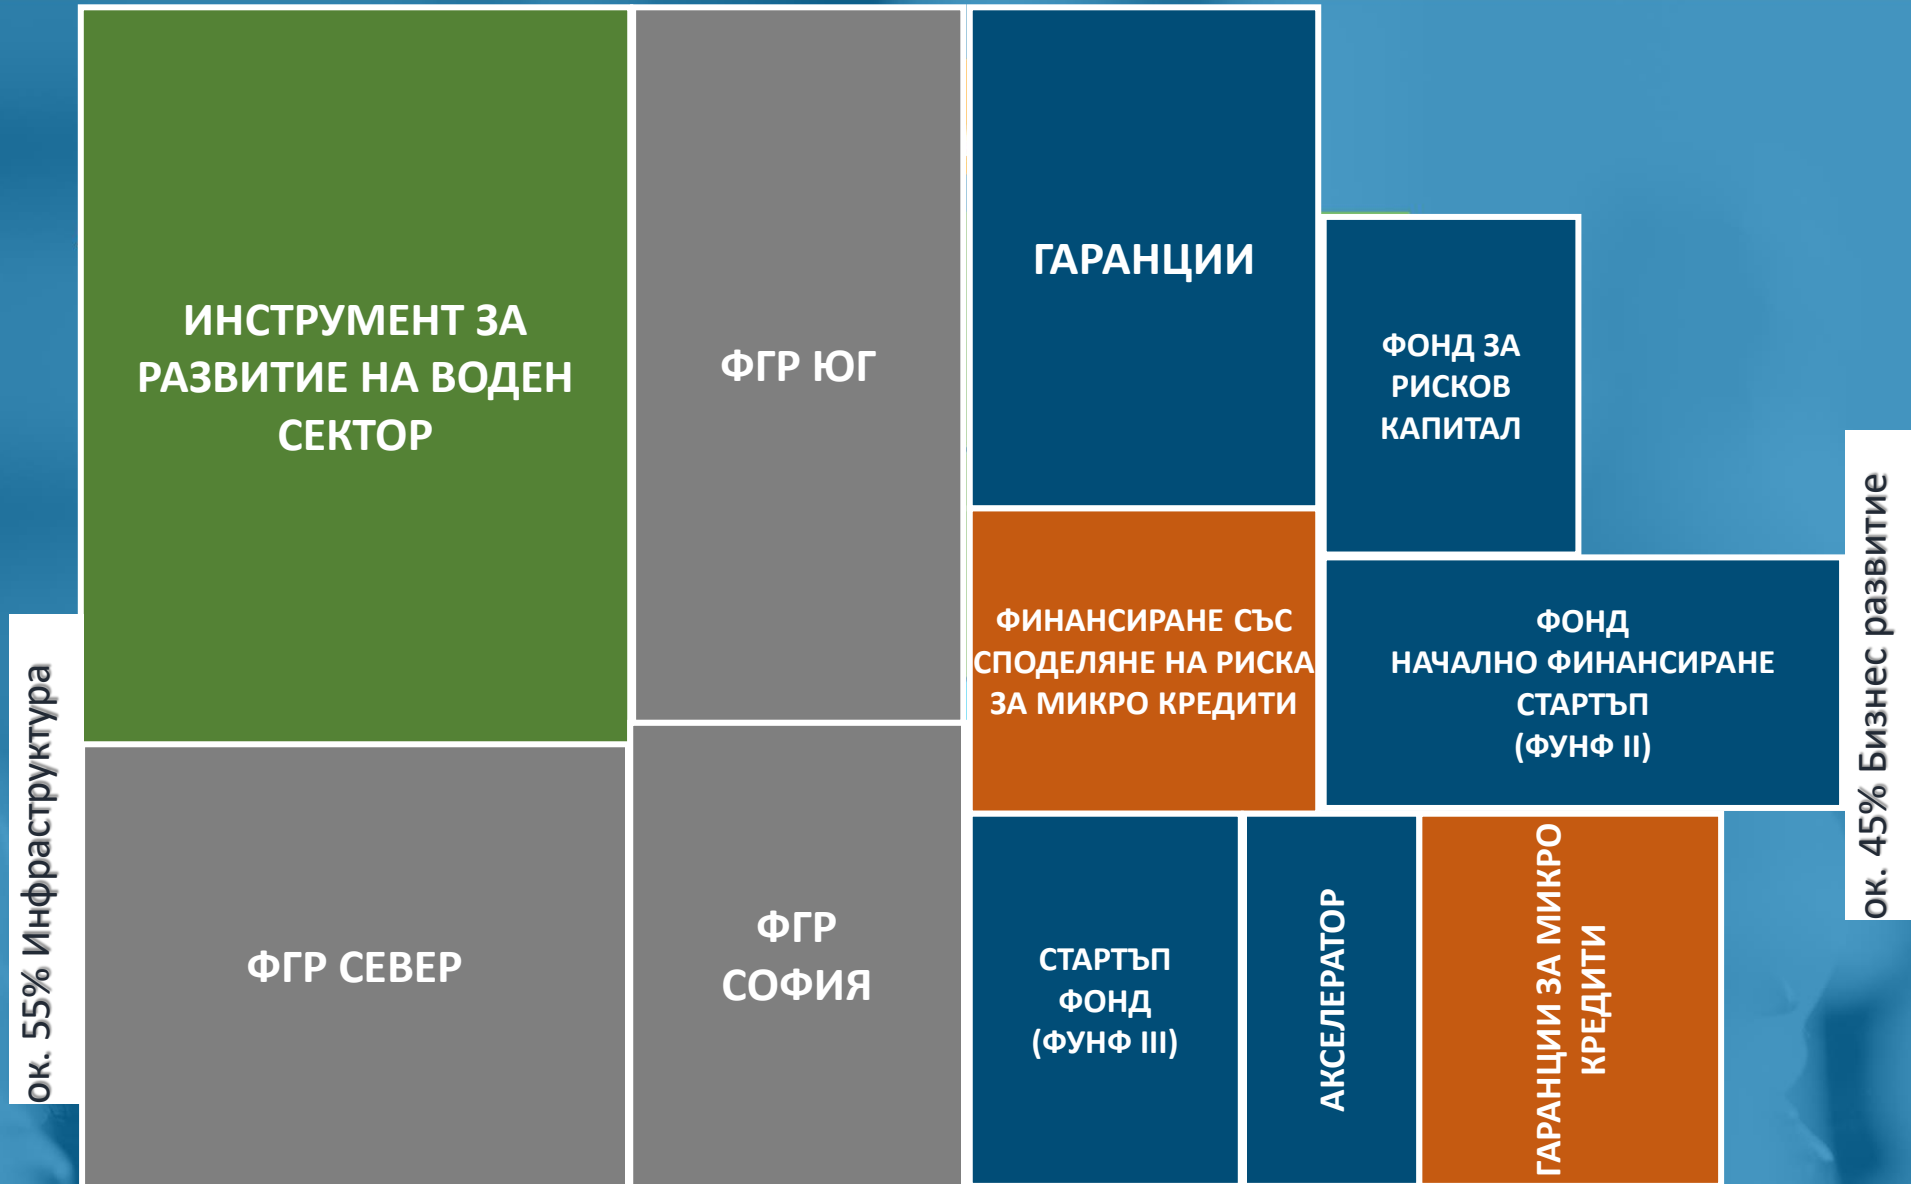 ИНСТРУМЕНТ ЗА
РАЗВИТИЕ НА ВОДЕН
СЕКТОР
ФГР ЮГ
ГАРАНЦИИ
ФОНД ЗА
РИСКОВ
КАПИТАЛ
ФИНАНСИРАНЕ СЪС
СПОДЕЛЯНЕ НА РИСКА
ЗА МИКРО КРЕДИТИ
ФОНД
НАЧАЛНО ФИНАНСИРАНЕ
СТАРТЪП
(ФУНФ II)
ФГР СЕВЕР
ФГР
СОФИЯ
СТАРТЪП
ФОНД
(ФУНФ III)
АКСЕЛЕРАТОР
ГАРАНЦИИ ЗА МИКРО
КРЕДИТИ
ок. 55% Инфраструктура
ок. 45% Бизнес развитие